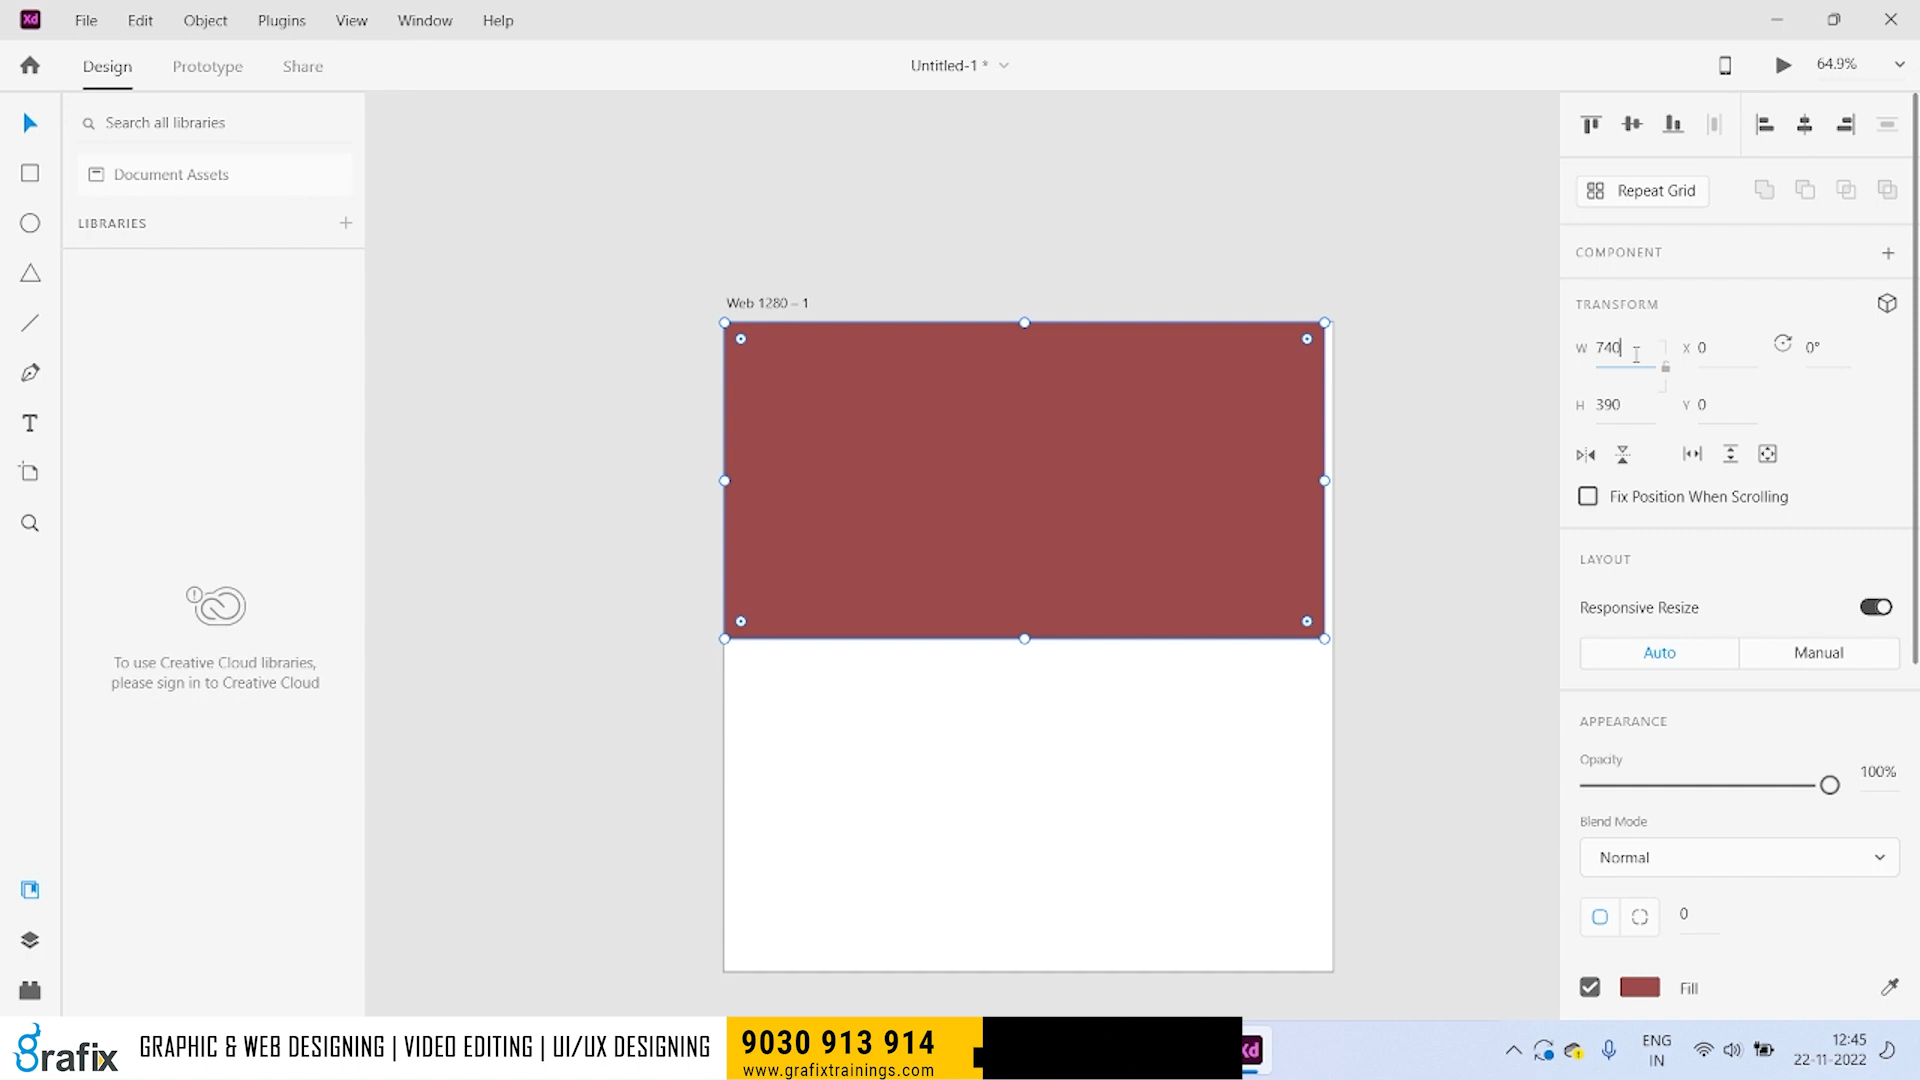 Xd File Edit Object Plugins View Window Help
Design Prototype Share
Untitled-1 *
64.9%
Search all libraries
Document Assets
LIBRARIES
To use Creative Cloud libraries,
please sign in to Creative Cloud
Web 1280 – 1
Repeat Grid
COMPONENT
TRANSFORM
W 740 X 0 0°
H 390 Y 0
Fix Position When Scrolling
LAYOUT
Responsive Resize
Auto Manual
APPEARANCE
Opacity
100%
Blend Mode
Normal
0
Fill
T
grafix
GRAPHIC & WEB DESIGNING | VIDEO EDITING | UI/UX DESIGNING
9030 913 914
www.grafixtrainings.com
Xd
ENG
IN
12:45
22-11-2022